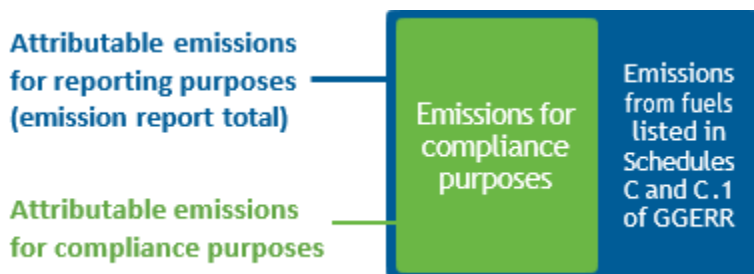 Attributable emissions
for reporting purposes
(emission report total)
Attributable emissions
for compliance purposes
Emissions for
compliance
purposes
Emissions
from fuels
listed in
Schedules
C and C.1
of GGERR